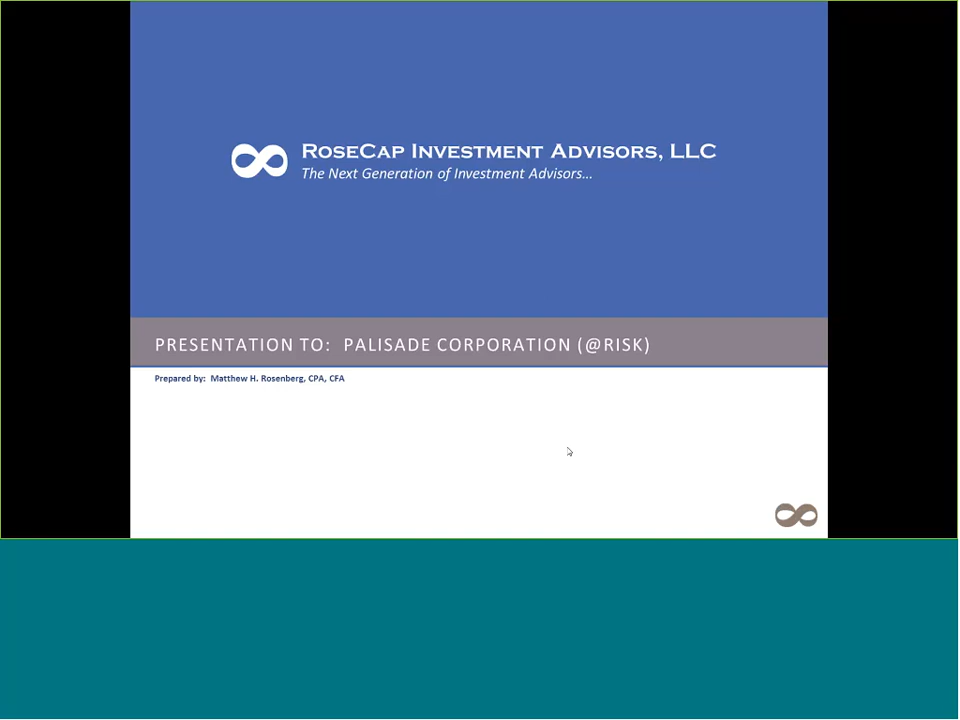 RoseCap Investment Advisors, LLC
The Next Generation of Investment Advisors...
PRESENTATION TO: PALISADE CORPORATION (@RISK)
Prepared by: Matthew H. Rosenberg, CPA, CFA